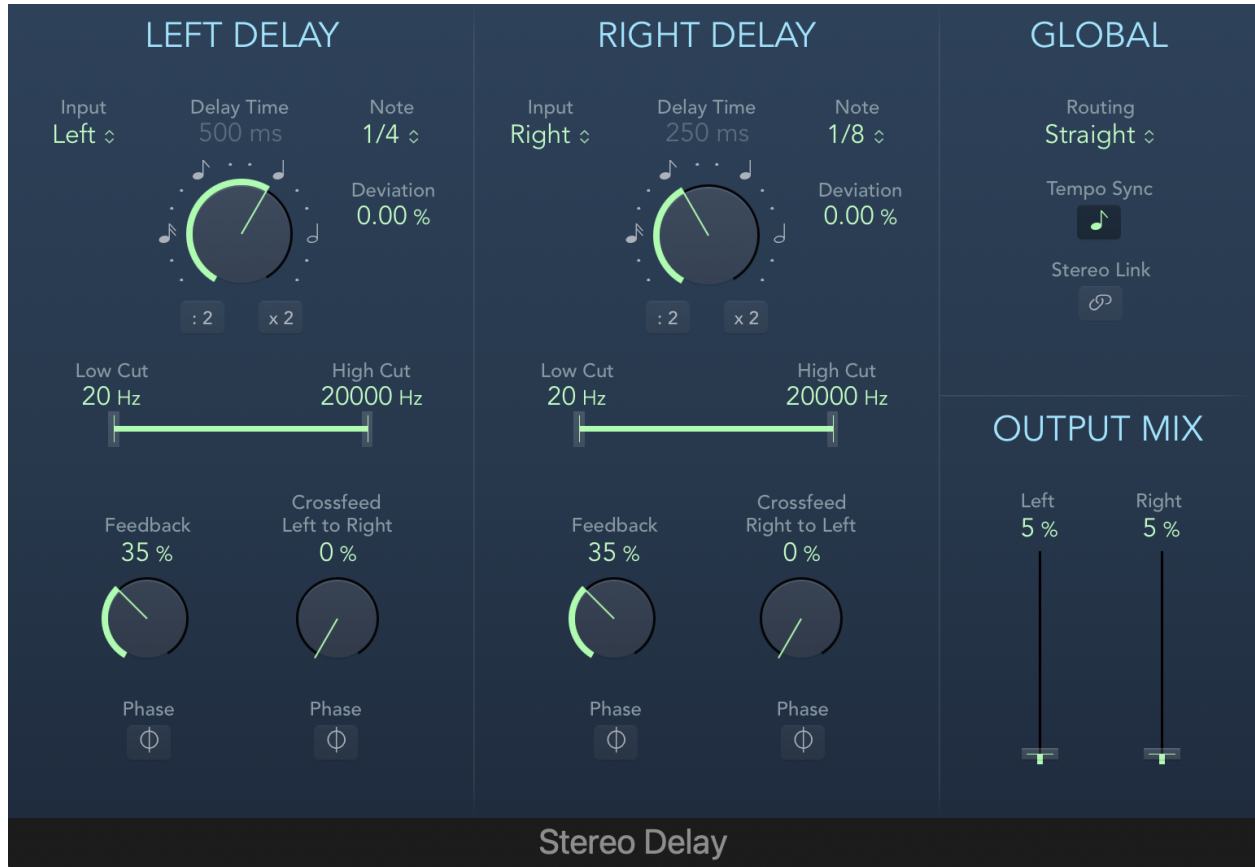 LEFT DELAY
Input
Left
Delay Time
500 ms
Note
1/4
Deviation
0.00 %
: 2
x 2
Low Cut
20 Hz
High Cut
20000 Hz
Feedback
35 %
Crossfeed
Left to Right
0 %
Phase
Phase
RIGHT DELAY
Input
Right
Delay Time
250 ms
Note
1/8
Deviation
0.00 %
: 2
x 2
Low Cut
20 Hz
High Cut
20000 Hz
Feedback
35 %
Crossfeed
Right to Left
0 %
Phase
Phase
GLOBAL
Routing
Straight
Tempo Sync
Stereo Link
OUTPUT MIX
Left
5 %
Right
5 %
Stereo Delay